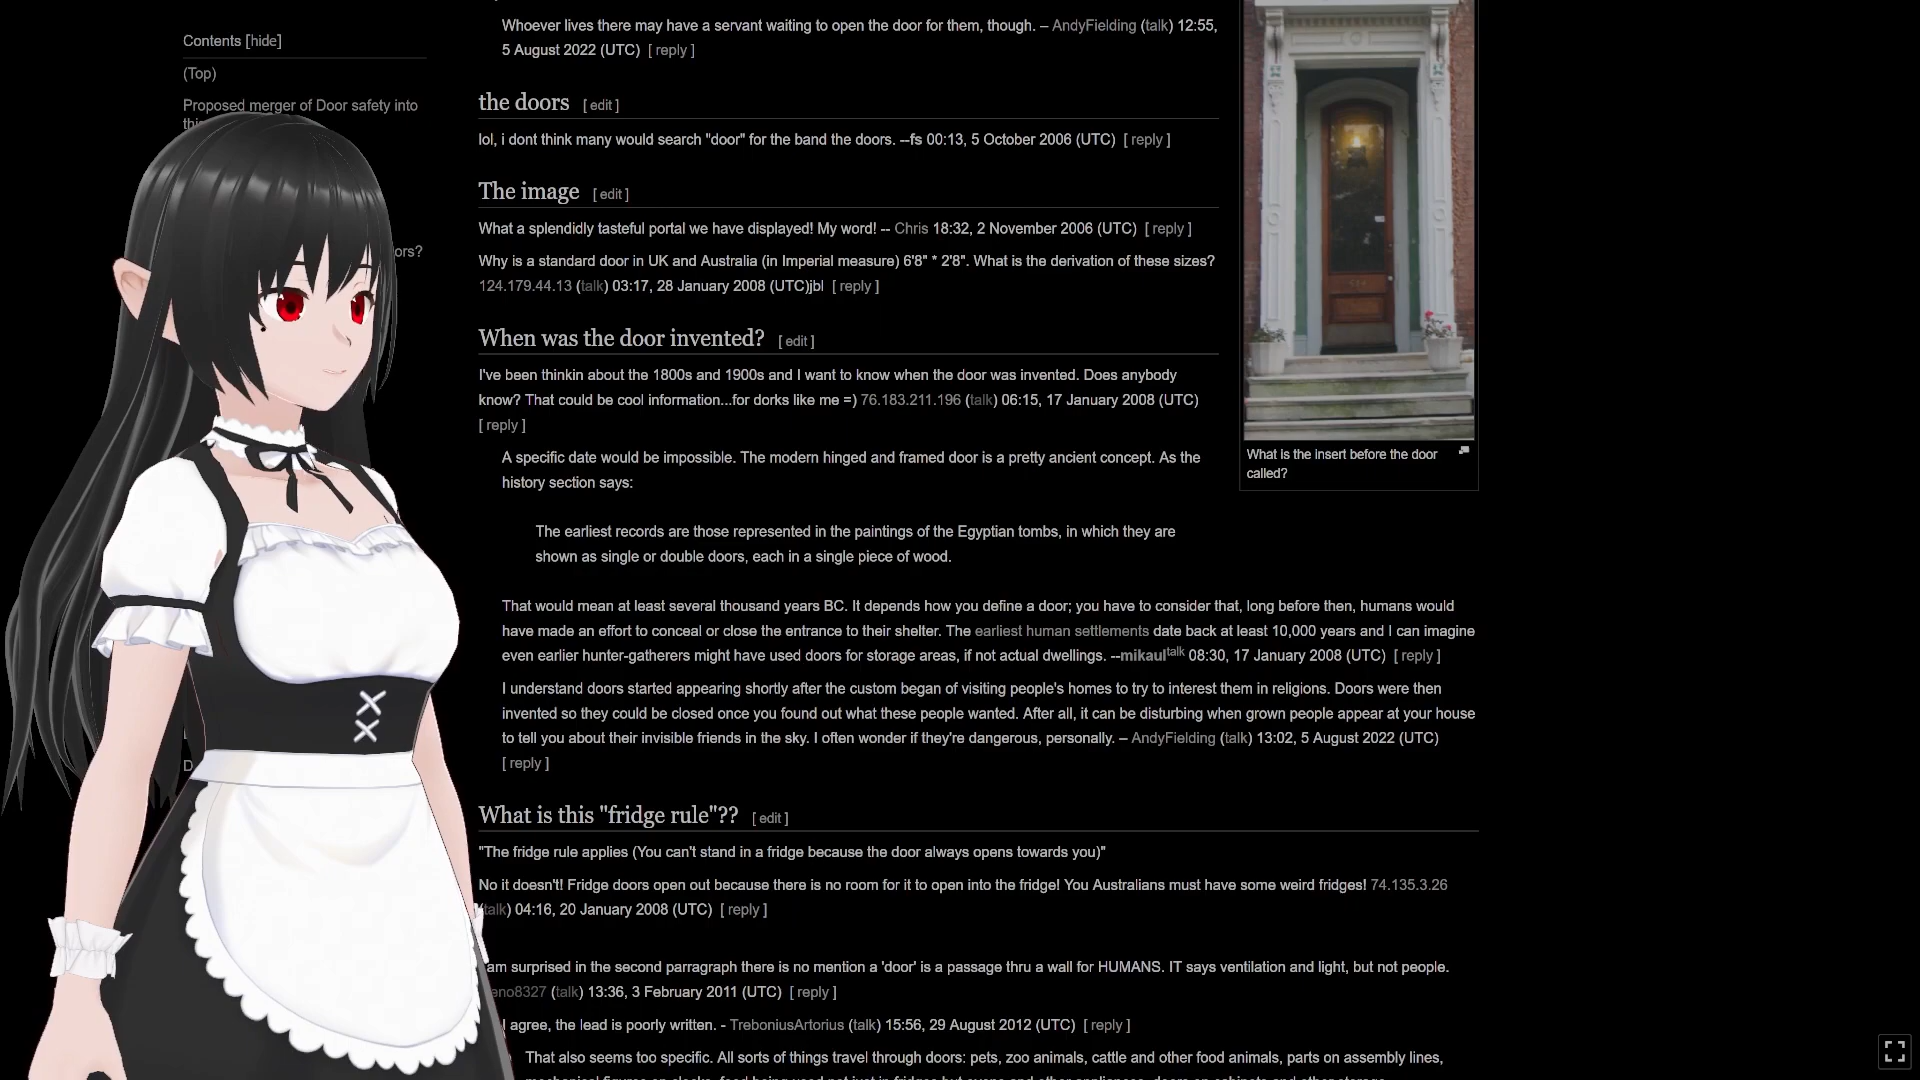 Contents [hide]
(Top)
Proposed merger of Door safety into
ors?
D
Whoever lives there may have a servant waiting to open the door for them, though. – AndyFielding (talk) 12:55,
5 August 2022 (UTC) [ reply ]
the doors [ edit ]
lol, i dont think many would search "door" for the band the doors. --fs 00:13, 5 October 2006 (UTC) [ reply ]
The image [ edit ]
What a splendidly tasteful portal we have displayed! My word! -- Chris 18:32, 2 November 2006 (UTC) [ reply ]
Why is a standard door in UK and Australia (in Imperial measure) 6'8" * 2'8". What is the derivation of these sizes?
124.179.44.13 (talk) 03:17, 28 January 2008 (UTC)jbl [ reply ]
When was the door invented? [ edit ]
I've been thinkin about the 1800s and 1900s and I want to know when the door was invented. Does anybody
know? That could be cool information...for dorks like me =) 76.183.211.196 (talk) 06:15, 17 January 2008 (UTC)
[ reply ]
A specific date would be impossible. The modern hinged and framed door is a pretty ancient concept. As the
history section says:
The earliest records are those represented in the paintings of the Egyptian tombs, in which they are
shown as single or double doors, each in a single piece of wood.
That would mean at least several thousand years BC. It depends how you define a door; you have to consider that, long before then, humans would
have made an effort to conceal or close the entrance to their shelter. The earliest human settlements date back at least 10,000 years and I can imagine
even earlier hunter-gatherers might have used doors for storage areas, if not actual dwellings. --mikaul talk 08:30, 17 January 2008 (UTC) [ reply ]
I understand doors started appearing shortly after the custom began of visiting people's homes to try to interest them in religions. Doors were then
invented so they could be closed once you found out what these people wanted. After all, it can be disturbing when grown people appear at your house
to tell you about their invisible friends in the sky. I often wonder if they're dangerous, personally. – AndyFielding (talk) 13:02, 5 August 2022 (UTC)
[ reply ]
What is this "fridge rule"?? [ edit ]
"The fridge rule applies (You can't stand in a fridge because the door always opens towards you)"
No it doesn't! Fridge doors open out because there is no room for it to open into the fridge! You Australians must have some weird fridges! 74.135.3.26
talk) 04:16, 20 January 2008 (UTC) [ reply ]
am surprised in the second parragraph there is no mention a 'door' is a passage thru a wall for HUMANS. IT says ventilation and light, but not people.
eno8327 (talk) 13:36, 3 February 2011 (UTC) [ reply ]
I agree, the lead is poorly written. - TreboniusArtorius (talk) 15:56, 29 August 2012 (UTC) [ reply ]
That also seems too specific. All sorts of things travel through doors: pets, zoo animals, cattle and other food animals, parts on assembly lines,
What is the insert before the door
called?